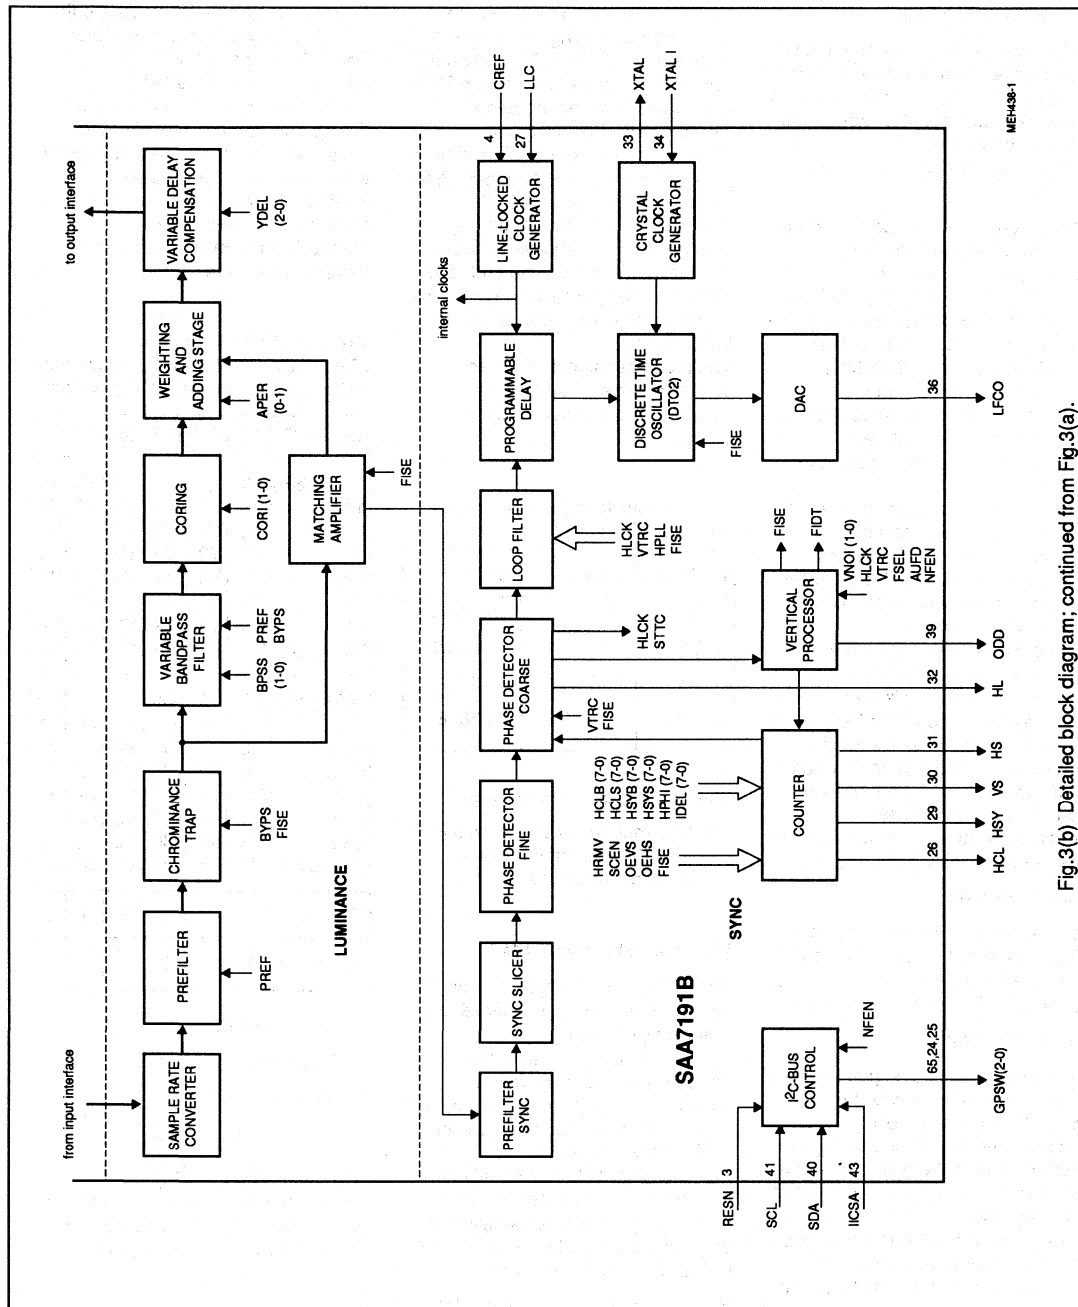 from input interface
to output interface
SAMPLE RATE
CONVERTER
PREFILTER
PREF
CHROMINANCE
TRAP
BYPS
FISE
VARIABLE
BANDPASS
FILTER
BPSS
(1-0)
PREF
BYPS
CORING
CORI (1-0)
WEIGHTING
AND
ADDING STAGE
APER
(0-1)
VARIABLE DELAY
COMPENSATION
YDEL
(2-0)
MATCHING
AMPLIFIER
FISE
LUMINANCE
PREFILTER
SYNC
SYNC SLICER
PHASE DETECTOR
FINE
PHASE DETECTOR
COARSE
VTRC
FISE
HLCK
STTC
LOOP FILTER
HLCK
VTRC
HPLL
FISE
PROGRAMMABLE
DELAY
internal clocks
LINE-LOCKED
CLOCK
GENERATOR
4
CREF
27
LLC
CRYSTAL
CLOCK
GENERATOR
33
XTAL
34
XTAL I
DISCRETE TIME
OSCILLATOR
(DTO2)
FISE
DAC
36
LFCO
VERTICAL
PROCESSOR
FISE
FIDT
VNOI (1-0)
HLCK
VTRC
FSEL
AUFD
NFEN
39
ODD
32
HL
COUNTER
HRMV
SCEN
OEVS
OEHS
FISE
HCLB (7-0)
HCLS (7-0)
HSYB (7-0)
HSYS (7-0)
HPHI (7-0)
IDEL (7-0)
31
HS
30
VS
29
HSY
26
HCL
SYNC
SAA7191B
I²C-BUS
CONTROL
NFEN
RESN 3
SCL 41
SDA 40
IICSA 43
65,24,25
GPSW(2-0)
MEH436-1
Fig.3(b) Detailed block diagram; continued from Fig.3(a).